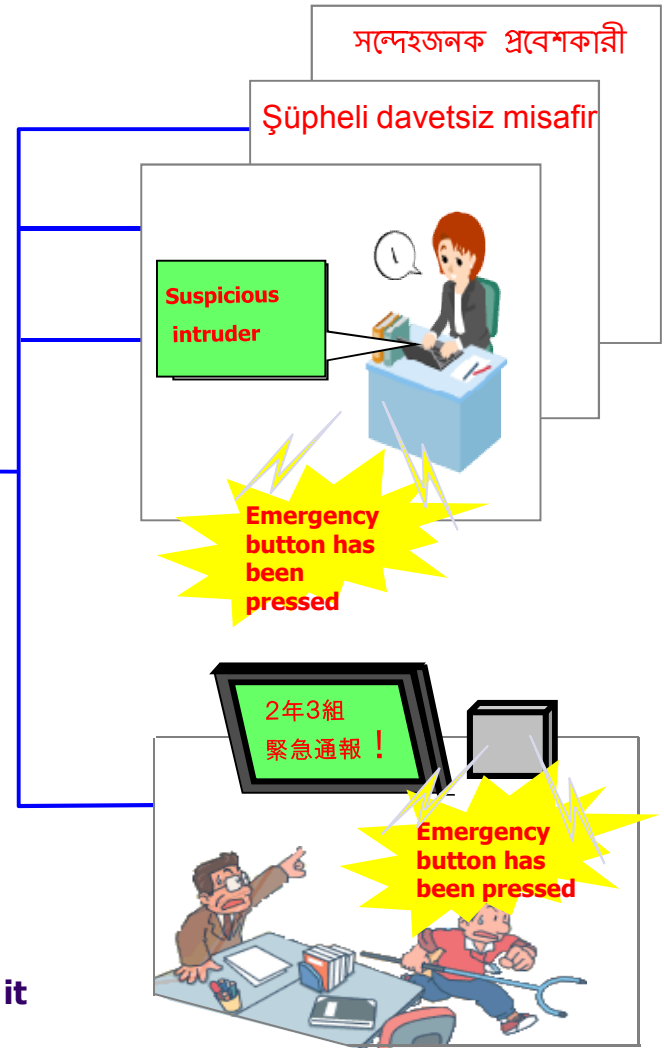 সন্দেহজনক প্রবেশকারী
Şüpheli davetsiz misafir
Suspicious
intruder
Emergency
button has
been
pressed
2年3組
緊急通報！
Emergency
button has
been pressed
it